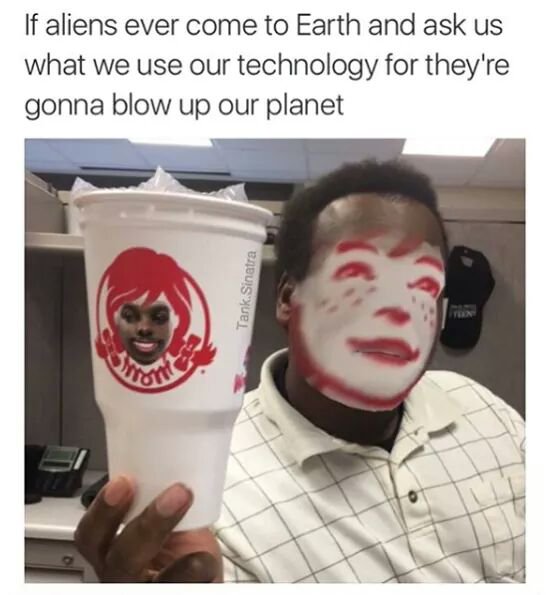 If aliens ever come to Earth and ask us
what we use our technology for they're
gonna blow up our planet
Tank.Sinatra